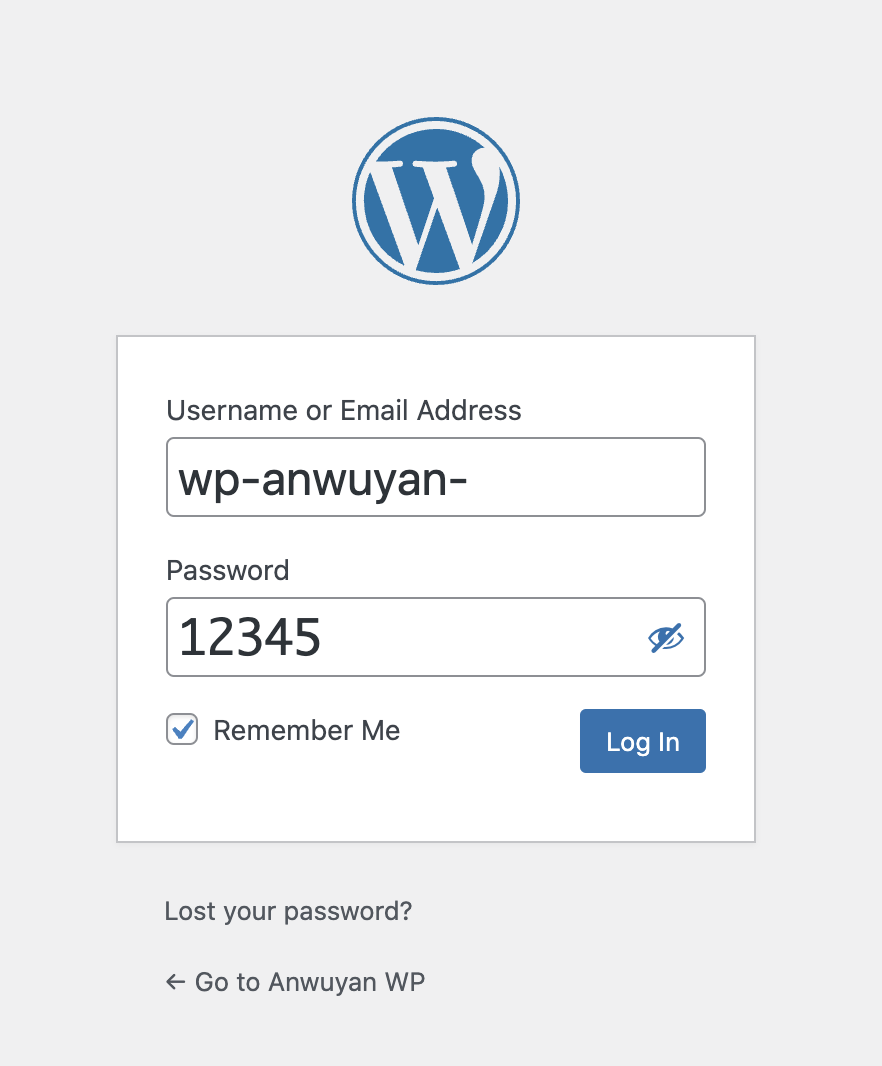 Username or Email Address
wp-anwuyan-
Password
12345
Remember Me
Log In
Lost your password?
← Go to Anwuyan WP